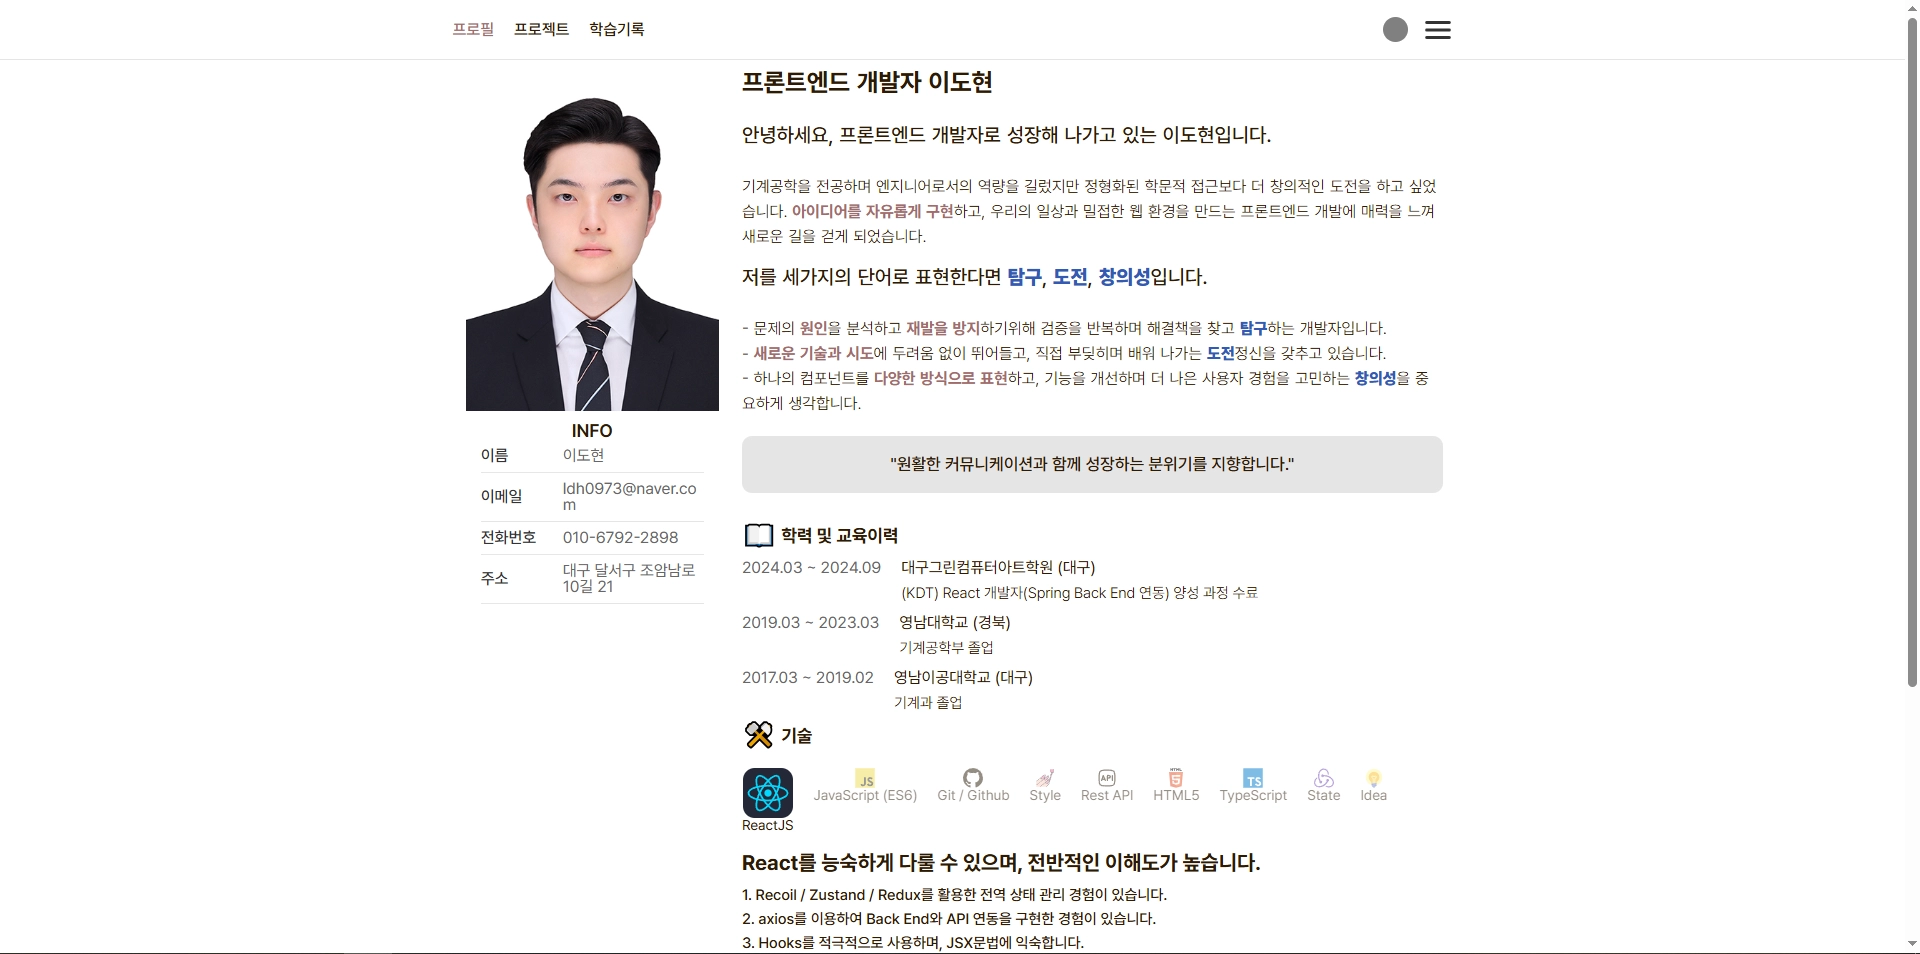 프로필 프로젝트 학습기록
프론트엔드 개발자 이도현
안녕하세요, 프론트엔드 개발자로 성장해 나가고 있는 이도현입니다.
기계공학을 전공하며 엔지니어로서의 역량을 길렀지만 정형화된 학문적 접근보다 더 창의적인 도전을 하고 싶었
습니다. 아이디어를 자유롭게 구현하고, 우리의 일상과 밀접한 웹 환경을 만드는 프론트엔드 개발에 매력을 느껴
새로운 길을 걷게 되었습니다.
저를 세가지의 단어로 표현한다면 탐구, 도전, 창의성입니다.
- 문제의 원인을 분석하고 재발을 방지하기위해 검증을 반복하며 해결책을 찾고 탐구하는 개발자입니다.
- 새로운 기술과 시도에 두려움 없이 뛰어들고, 직접 부딪히며 배워 나가는 도전정신을 갖추고 있습니다.
- 하나의 컴포넌트를 다양한 방식으로 표현하고, 기능을 개선하며 더 나은 사용자 경험을 고민하는 창의성을 중
요하게 생각합니다.
"원활한 커뮤니케이션과 함께 성장하는 분위기를 지향합니다."
INFO
이름 이도현
이메일 ldh0973@naver.co
m
전화번호 010-6792-2898
주소 대구 달서구 조암남로
10길 21
학력 및 교육이력
2024.03 ~ 2024.09 대구그린컴퓨터아트학원 (대구)
(KDT) React 개발자(Spring Back End 연동) 양성 과정 수료
2019.03 ~ 2023.03 영남대학교 (경북)
기계공학부 졸업
2017.03 ~ 2019.02 영남이공대학교 (대구)
기계과 졸업
기술
JS API HTML 5 TS
ReactJS JavaScript (ES6) Git / Github Style Rest API HTML5 TypeScript State Idea
React를 능숙하게 다룰 수 있으며, 전반적인 이해도가 높습니다.
1. Recoil / Zustand / Redux를 활용한 전역 상태 관리 경험이 있습니다.
2. axios를 이용하여 Back End와 API 연동을 구현한 경험이 있습니다.
3. Hooks를 적극적으로 사용하며, JSX문법에 익숙합니다.